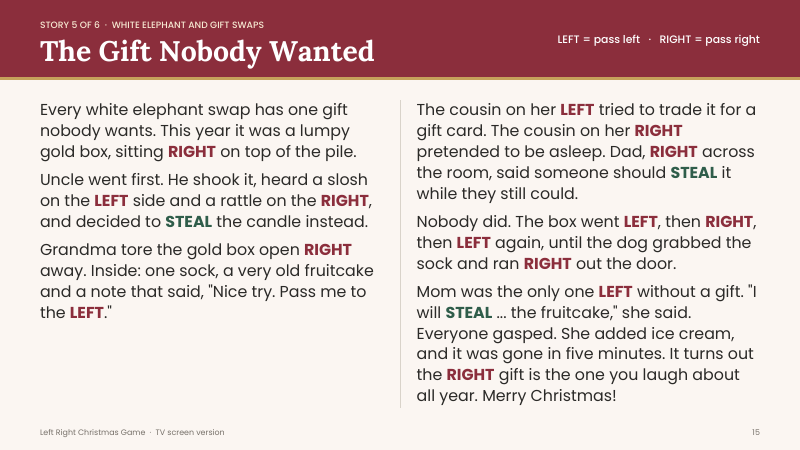 STORY 5 OF 6 · WHITE ELEPHANT AND GIFT SWAPS
The Gift Nobody Wanted
LEFT = pass left · RIGHT = pass right
Every white elephant swap has one gift
nobody wants. This year it was a lumpy
gold box, sitting RIGHT on top of the pile.
Uncle went first. He shook it, heard a slosh
on the LEFT side and a rattle on the RIGHT,
and decided to STEAL the candle instead.
Grandma tore the gold box open RIGHT
away. Inside: one sock, a very old fruitcake
and a note that said, "Nice try. Pass me to
the LEFT."
The cousin on her LEFT tried to trade it for a
gift card. The cousin on her RIGHT
pretended to be asleep. Dad, RIGHT across
the room, said someone should STEAL it
while they still could.
Nobody did. The box went LEFT, then RIGHT,
then LEFT again, until the dog grabbed the
sock and ran RIGHT out the door.
Mom was the only one LEFT without a gift. "I
will STEAL ... the fruitcake," she said.
Everyone gasped. She added ice cream,
and it was gone in five minutes. It turns out
the RIGHT gift is the one you laugh about
all year. Merry Christmas!
Left Right Christmas Game · TV screen version
15